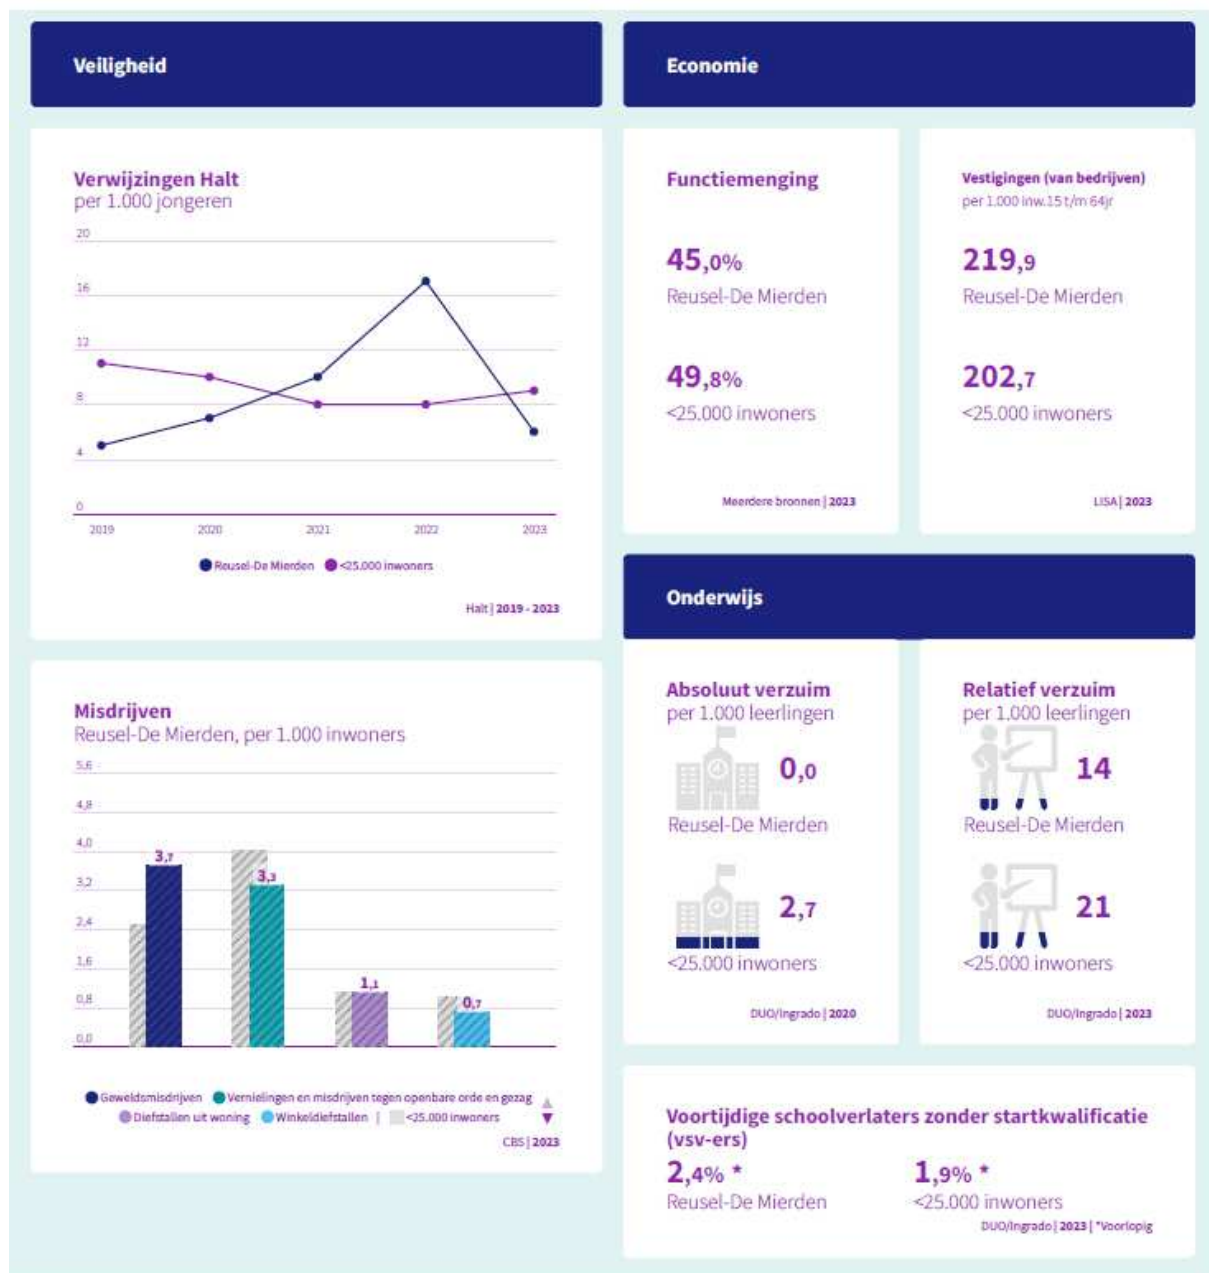 Veiligheid
Verwijzingen Halt
per 1.000 jongeren
20
16
12
8
4
0
2019 2020 2021 2022 2023
Reusel-De Mierden <25.000 inwoners
Halt | 2019 - 2023
Misdrijven
Reusel-De Mierden, per 1.000 inwoners
5,6
4,8
4,0
3,2
2,4
1,6
0,8
0,0
3,7
3,3
1,1
0,7
Geweldsmisdrijven Vernielingen en misdrijven tegen openbare orde en gezag
Diefstallen uit woning Winkeldiefstallen | <25.000 inwoners
CBS | 2023
Economie
Functiemenging
45,0%
Reusel-De Mierden
49,8%
<25.000 inwoners
Meerdere bronnen | 2023
Vestigingen (van bedrijven)
per 1.000 inw.15 t/m 64jr
219,9
Reusel-De Mierden
202,7
<25.000 inwoners
LISA | 2023
Onderwijs
Absoluut verzuim
per 1.000 leerlingen
0,0
Reusel-De Mierden
2,7
<25.000 inwoners
DUO/Ingrado | 2020
Relatief verzuim
per 1.000 leerlingen
14
Reusel-De Mierden
21
<25.000 inwoners
DUO/Ingrado | 2023
Voortijdige schoolverlaters zonder startkwalificatie
(vsv-ers)
2,4% * 1,9% *
Reusel-De Mierden <25.000 inwoners
DUO/Ingrado | 2023 | *Voorlopig